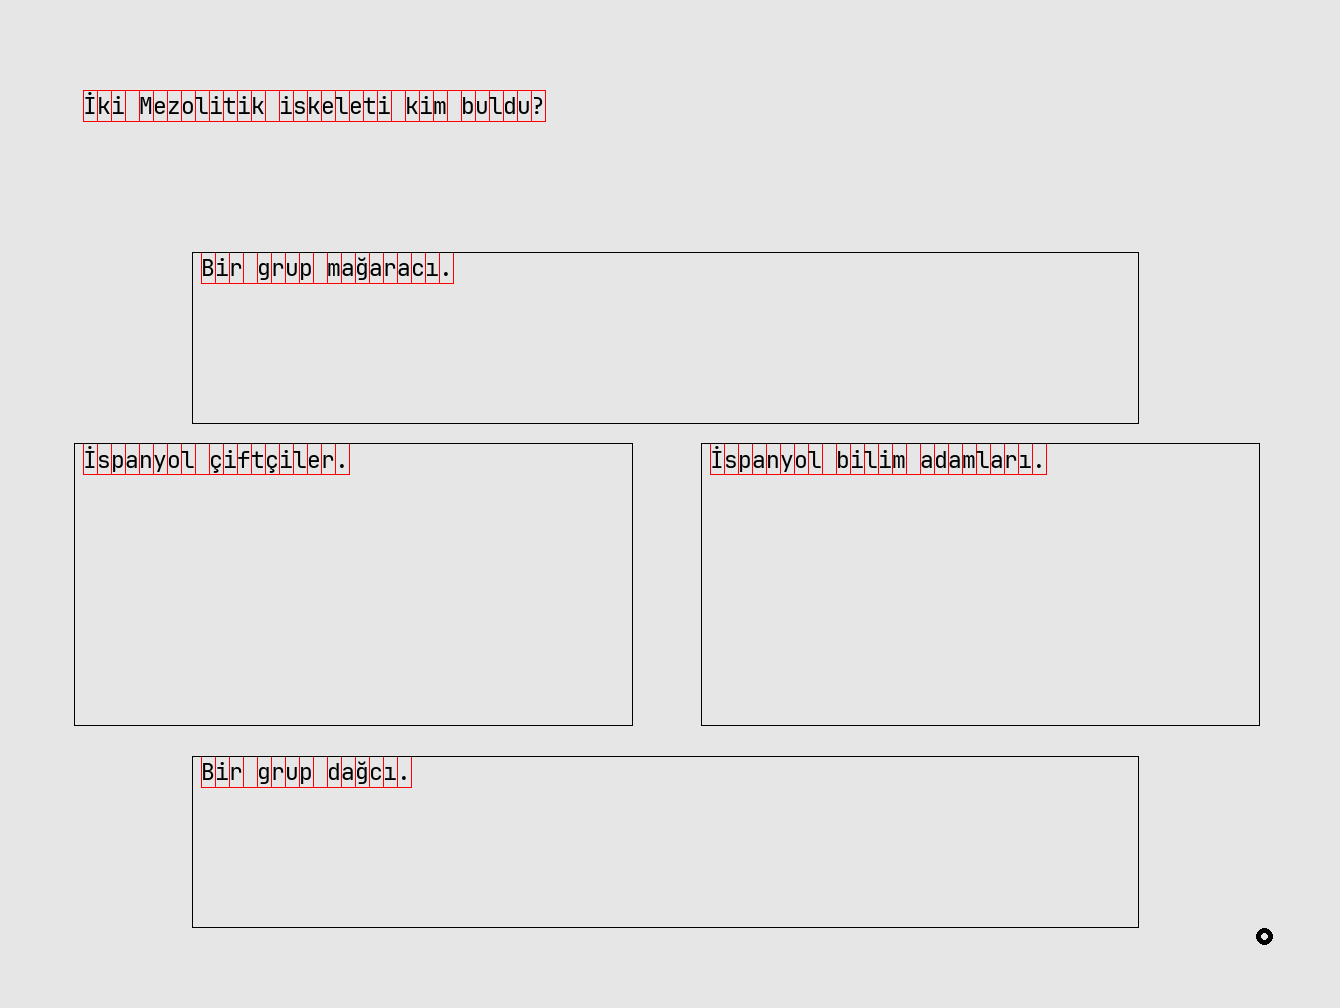 İki Mezolitik iskeleti kim buldu?
Bir grup mağaracı.
İspanyol çiftçiler.
İspanyol bilim adamları.
Bir grup dağcı.